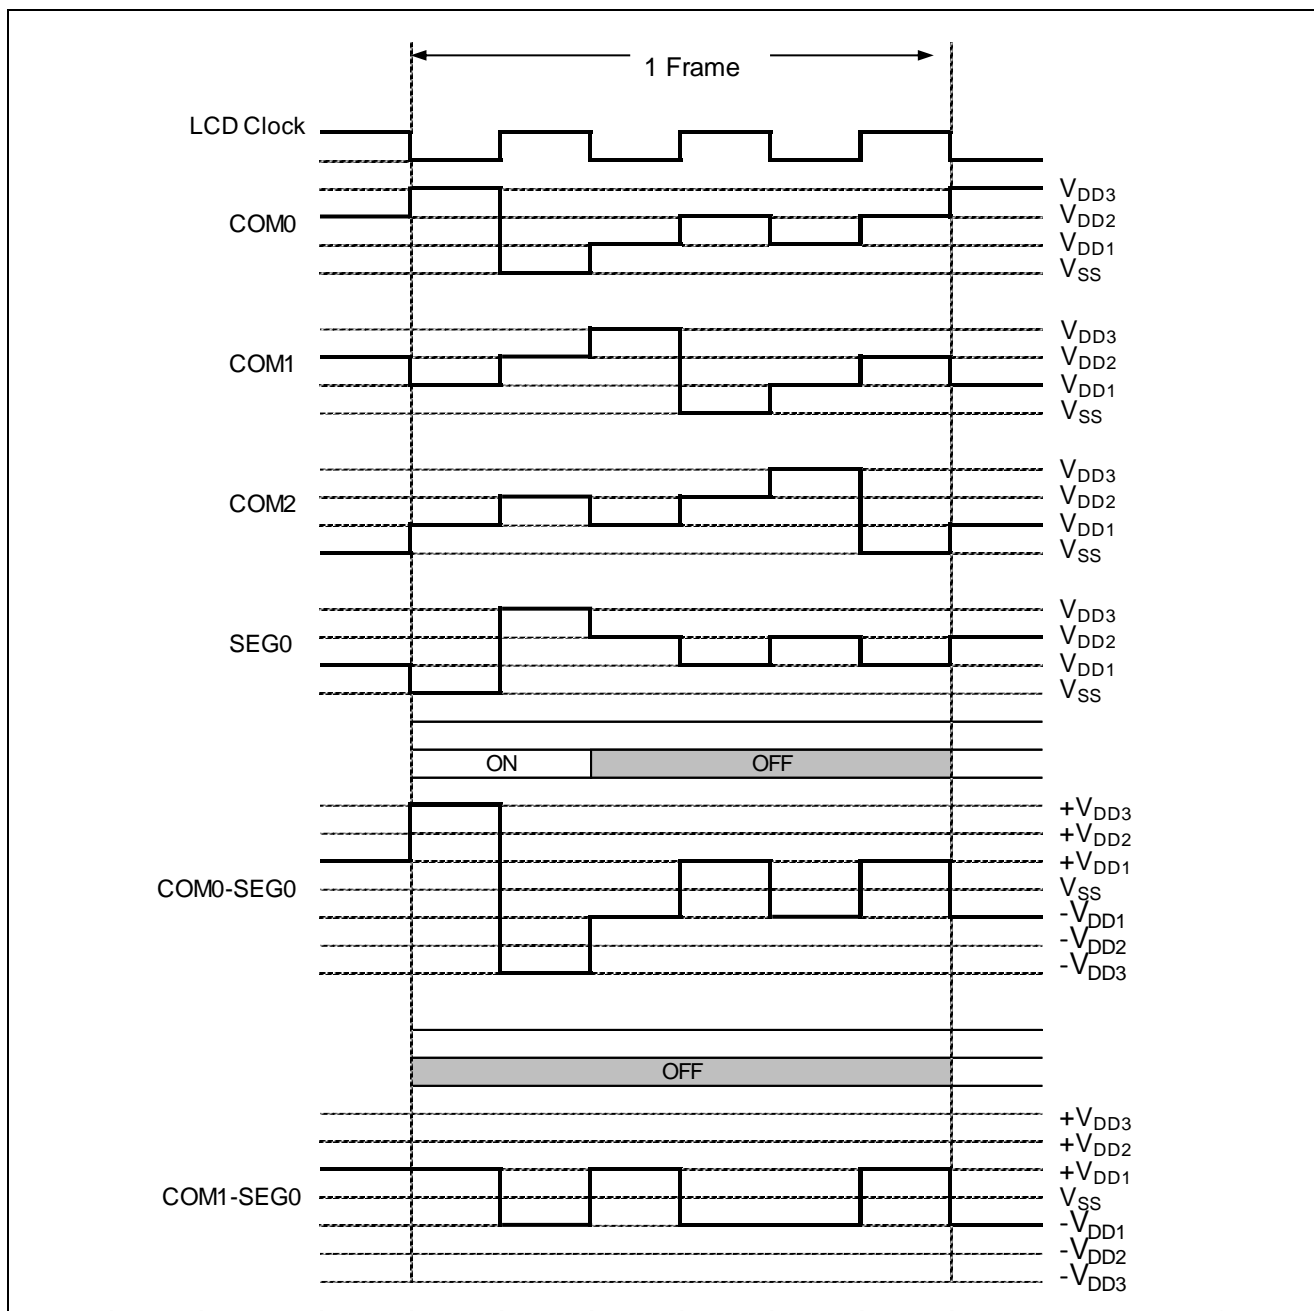 1 Frame
LCD Clock
COM0
VDD3
VDD2
VDD1
VSS
COM1
VDD3
VDD2
VDD1
VSS
COM2
VDD3
VDD2
VDD1
VSS
SEG0
VDD3
VDD2
VDD1
VSS
ON OFF
COM0-SEG0
+VDD3
+VDD2
+VDD1
VSS
-VDD1
-VDD2
-VDD3
OFF
COM1-SEG0
+VDD3
+VDD2
+VDD1
VSS
-VDD1
-VDD2
-VDD3